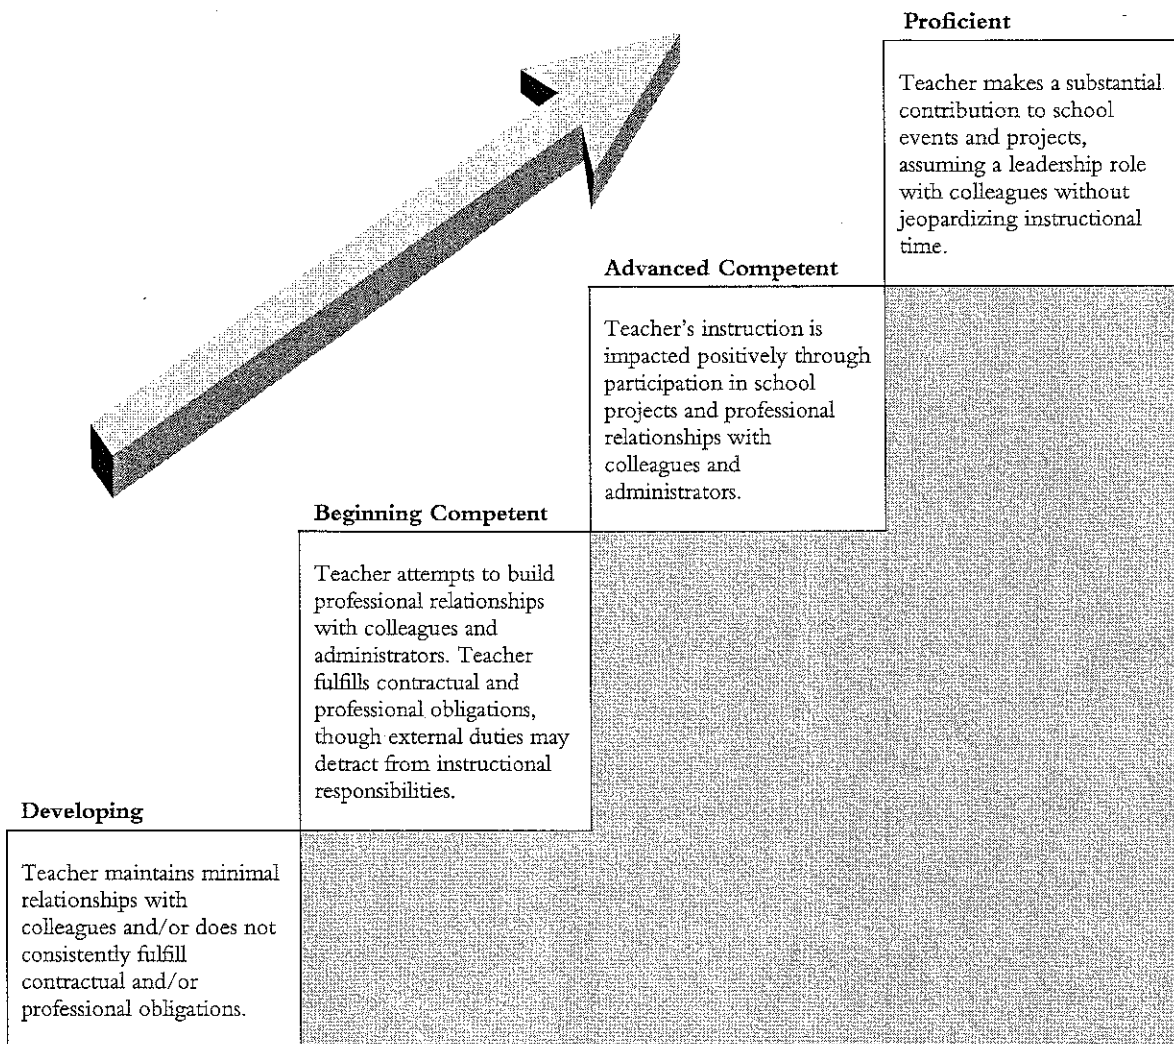 Proficient
Teacher makes a substantial
contribution to school
events and projects,
assuming a leadership role
with colleagues without
jeopardizing instructional
time.
Advanced Competent
Teacher's instruction is
impacted positively through
participation in school
projects and professional
relationships with
colleagues and
administrators.
Beginning Competent
Teacher attempts to build
professional relationships
with colleagues and
administrators. Teacher
fulfills contractual and
professional obligations,
though external duties may
detract from instructional
responsibilities.
Developing
Teacher maintains minimal
relationships with
colleagues and/or does not
consistently fulfill
contractual and/or
professional obligations.